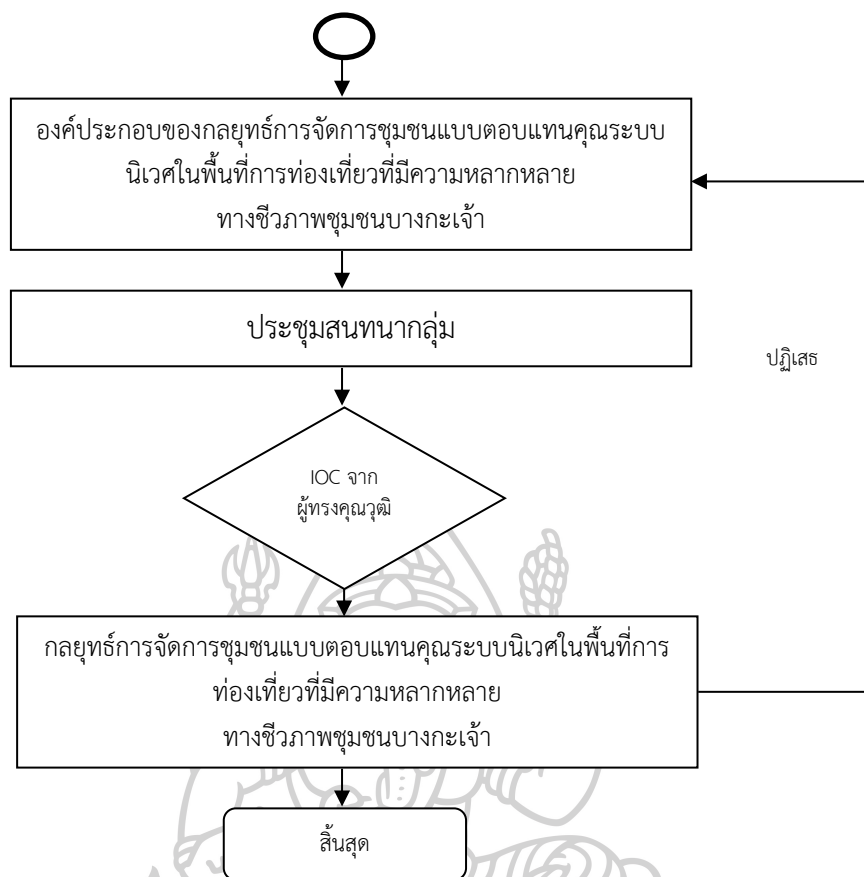 องค์ประกอบของกลยุทธ์การจัดการชุมชนแบบตอบแทนคุณระบบ
นิเวศในพื้นที่การท่องเที่ยวที่มีความหลากหลาย
ทางชีวภาพชุมชนบางกะเจ้า
ประชุมสนทนากลุ่ม
ปฏิเสธ
IOC จาก
ผู้ทรงคุณวุฒิ
กลยุทธ์การจัดการชุมชนแบบตอบแทนคุณระบบนิเวศในพื้นที่การ
ท่องเที่ยวที่มีความหลากหลาย
ทางชีวภาพชุมชนบางกะเจ้า
สิ้นสุด